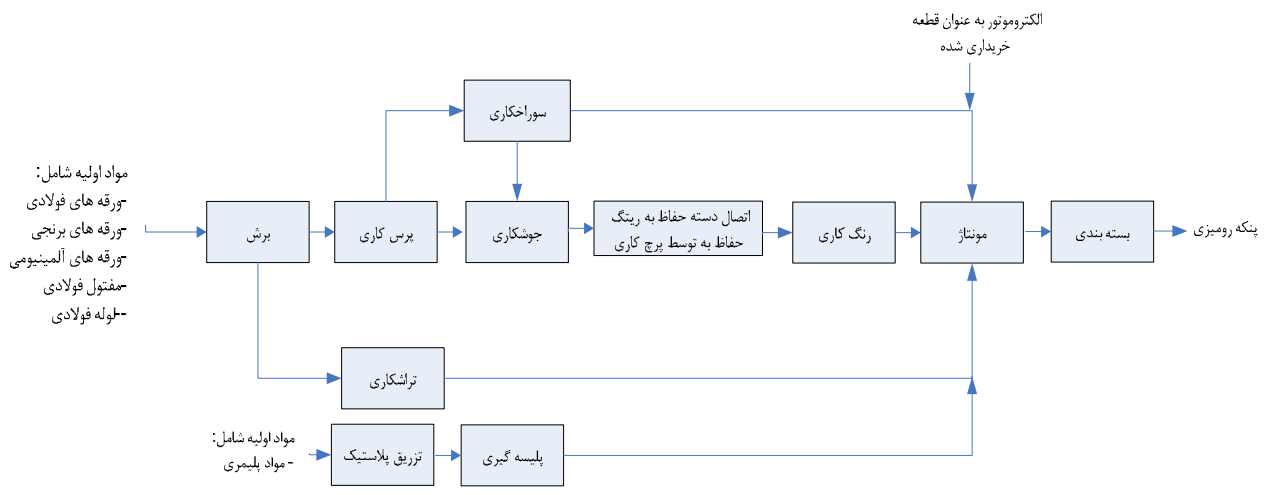 الکتروموتور به عنوان قطعه
خریداری شده
سوراخکاری
مواد اولیه شامل:
-ورقه های فولادی
-ورقه های برنجی
-ورقه های آلمینیومی
-مفتول فولادی
--لوله فولادی
برش
پرس کاری
جوشکاری
اتصال دسته حفاظ به رینگ
حفاظ به توسط پرچ کاری
رنگ کاری
مونتاژ
بسته بندی
پنکه رومیزی
تراشکاری
مواد اولیه شامل:
- مواد پلیمری
تزریق پلاستیک
پلیسه گیری